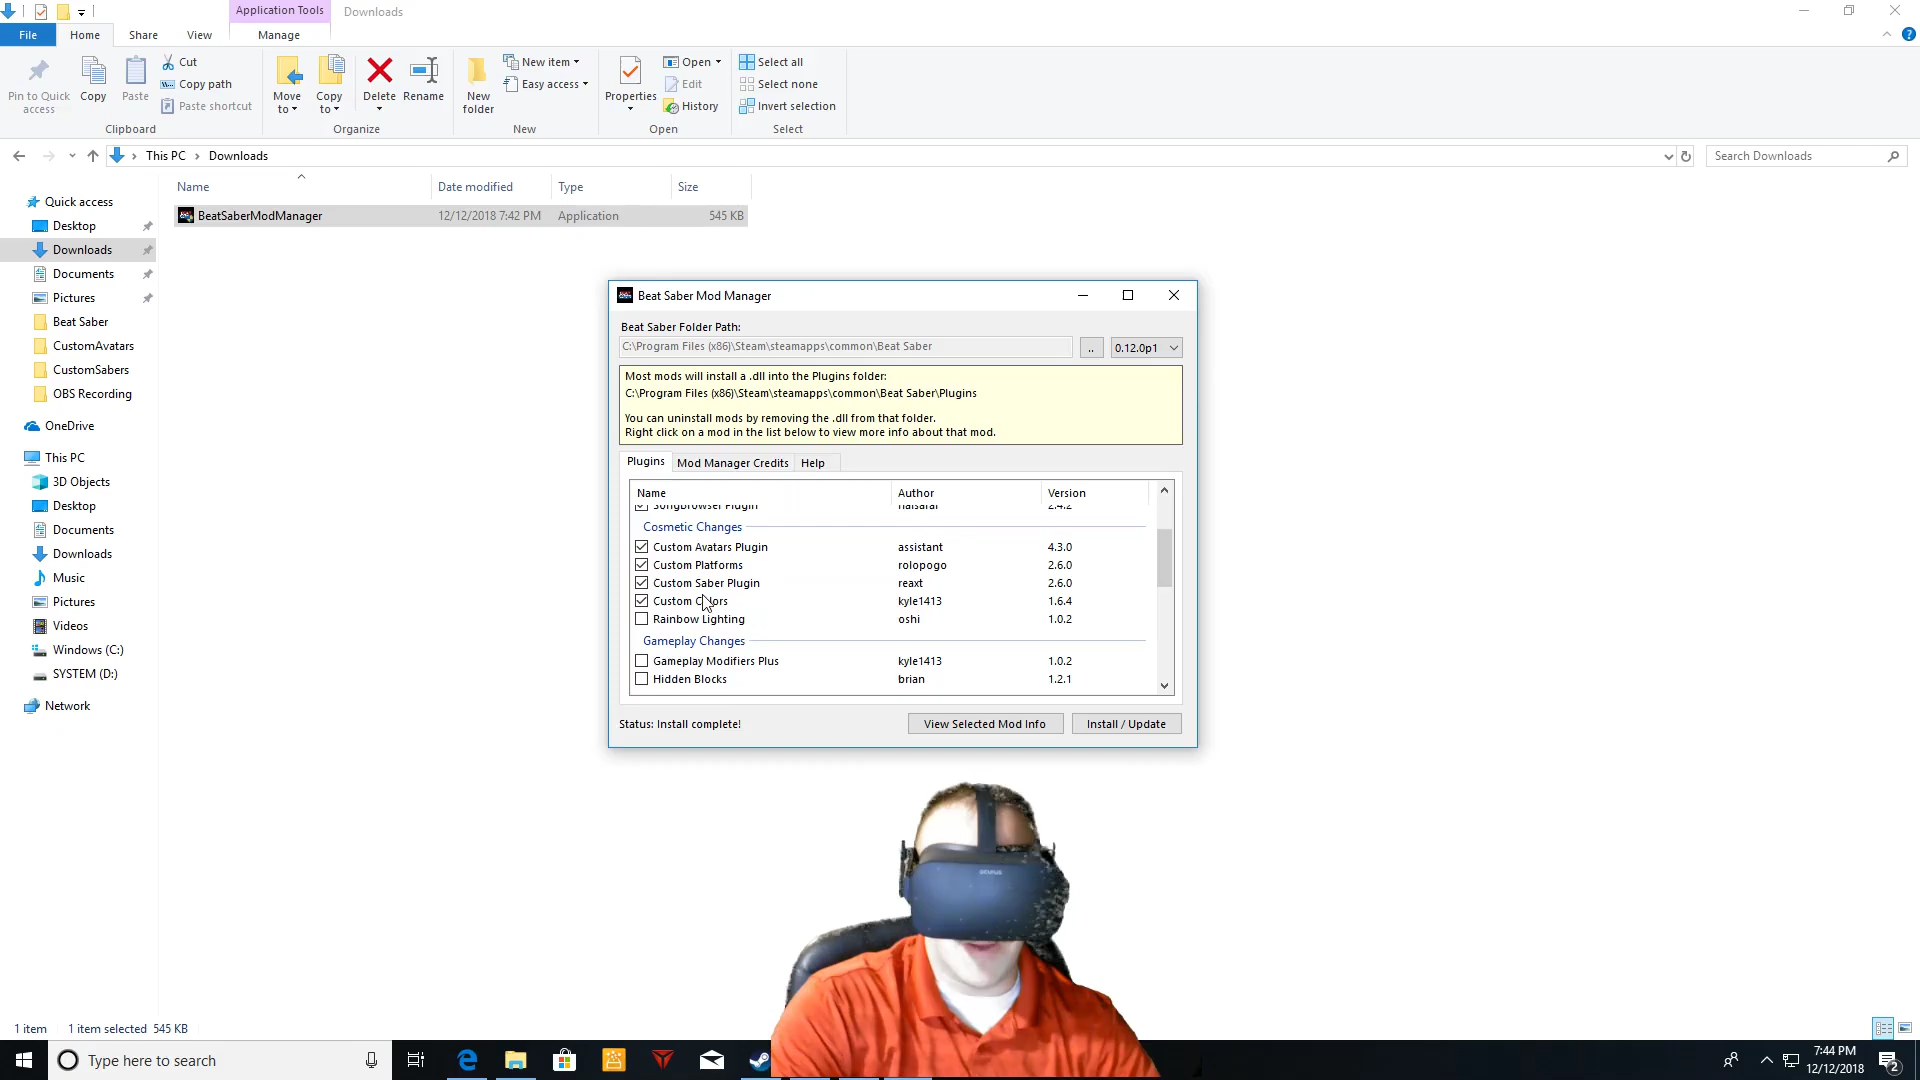 Application Tools
Downloads
File
Home
Share
View
Manage
Pin to Quick access
Copy
Paste
Cut
Copy path
Paste shortcut
Clipboard
Move to
Copy to
Delete
Rename
Organize
New folder
New item
Easy access
New
Properties
Open
Edit
History
Open
Select all
Select none
Invert selection
Select
This PC
Downloads
Search Downloads
Name
Date modified
Type
Size
BeatSaberModManager
12/12/2018 7:42 PM
Application
545 KB
Quick access
Desktop
Downloads
Documents
Pictures
Beat Saber
CustomAvatars
CustomSabers
OBS Recording
OneDrive
This PC
3D Objects
Desktop
Documents
Downloads
Music
Pictures
Videos
Windows (C:)
SYSTEM (D:)
Network
Beat Saber Mod Manager
Beat Saber Folder Path:
C:\Program Files (x86)\Steam\steamapps\common\Beat Saber
..
0.12.0p1
Most mods will install a .dll into the Plugins folder:
C:\Program Files (x86)\Steam\steamapps\common\Beat Saber\Plugins
You can uninstall mods by removing the .dll from that folder.
Right click on a mod in the list below to view more info about that mod.
Plugins
Mod Manager Credits
Help
Name Author Version
SongBrowser Plugin halsafar 2.4.2
Cosmetic Changes
Custom Avatars Plugin assistant 4.3.0
Custom Platforms rolopogo 2.6.0
Custom Saber Plugin reaxt 2.6.0
Custom Colors kyle1413 1.6.4
Rainbow Lighting oshi 1.0.2
Gameplay Changes
Gameplay Modifiers Plus kyle1413 1.0.2
Hidden Blocks brian 1.2.1
Status: Install complete!
View Selected Mod Info
Install / Update
oculus
1 item
1 item selected 545 KB
Type here to search
7:44 PM
12/12/2018
2